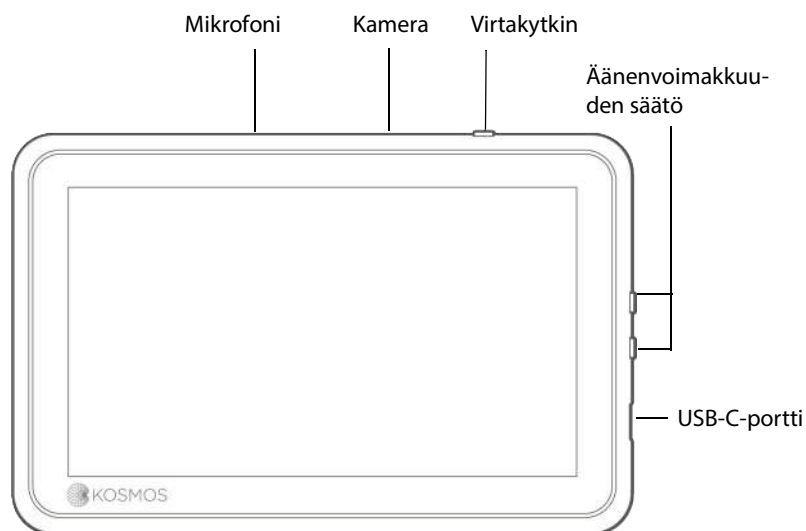 Mikrofoni
Kamera
Virtakytkin
Äänenvoimakkuu-
den säätö
USB-C-portti
KOSMOS